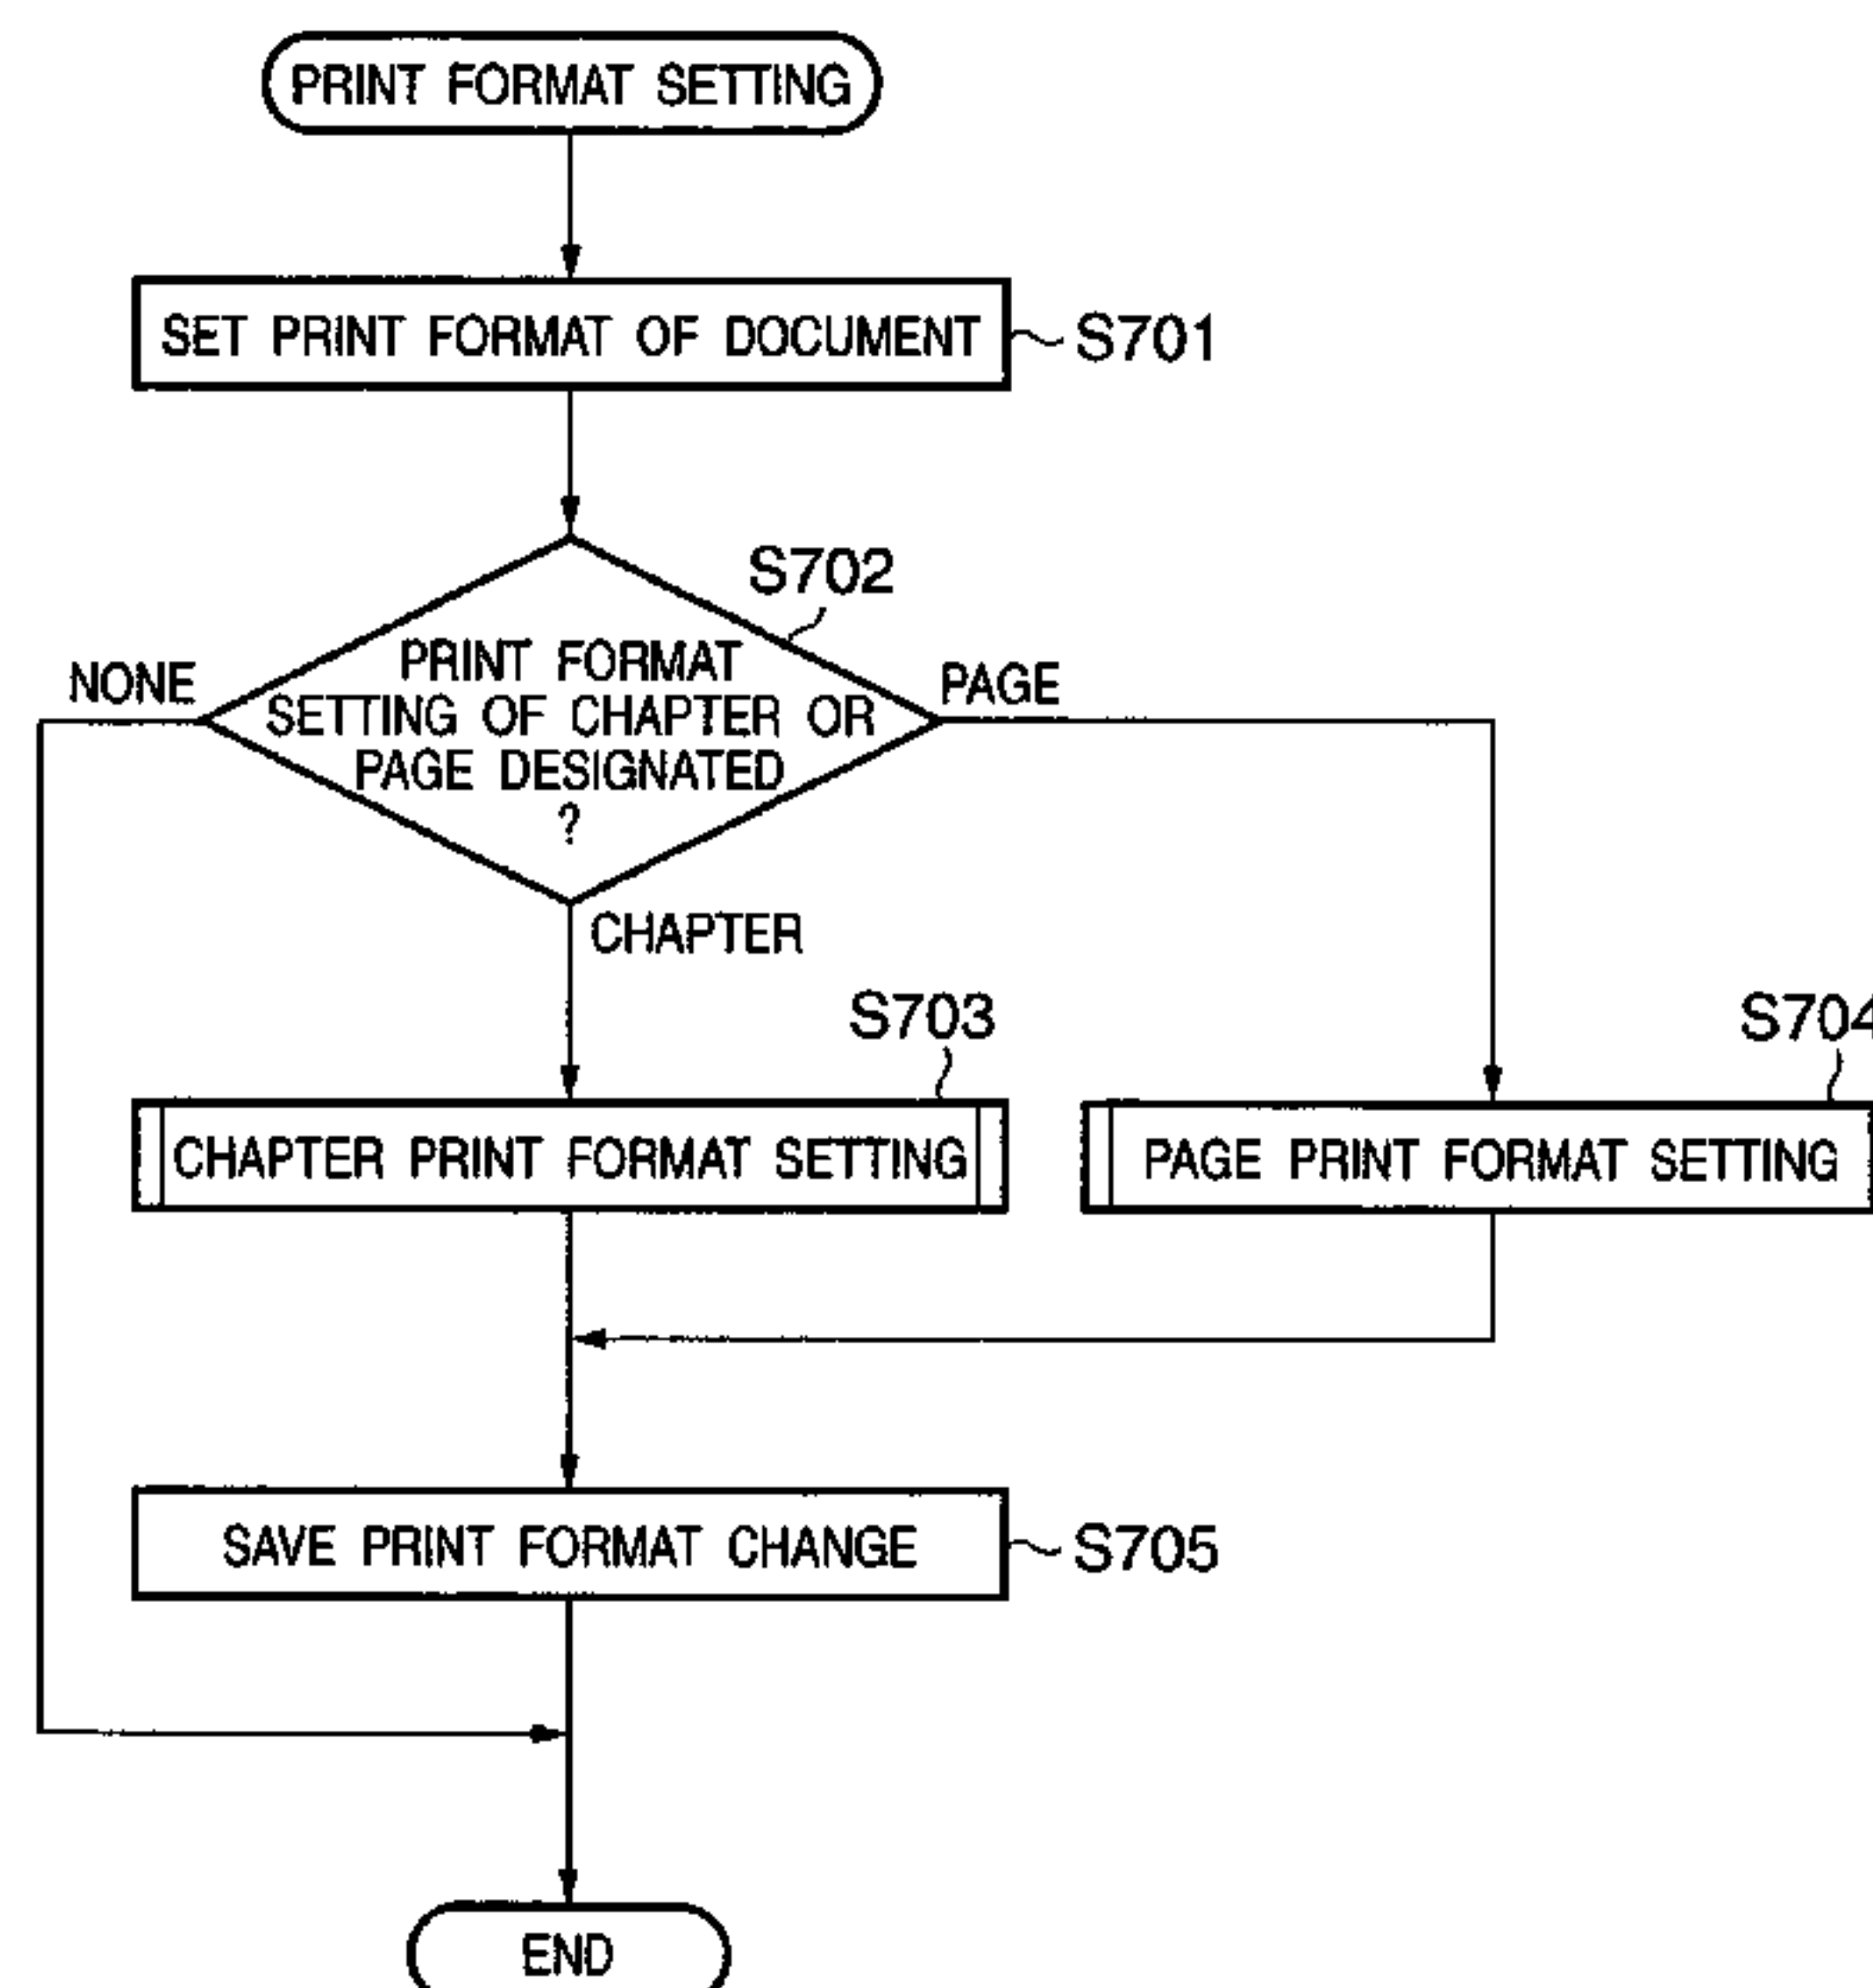 PRINT FORMAT SETTING
SET PRINT FORMAT OF DOCUMENT
S701
S702
PRINT FORMAT
SETTING OF CHAPTER OR
PAGE DESIGNATED
?
NONE
PAGE
CHAPTER
S703
S704
CHAPTER PRINT FORMAT SETTING
PAGE PRINT FORMAT SETTING
SAVE PRINT FORMAT CHANGE
S705
END